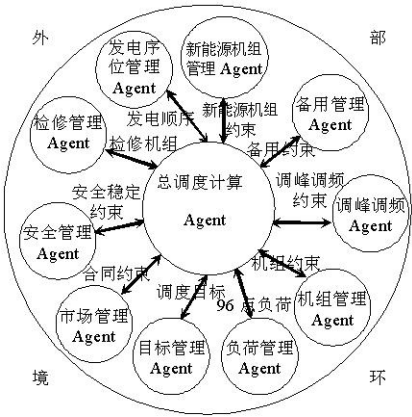 外
部
发电序
位管理
Agent
新能源机组
管理 Agent
备用管理
Agent
检修管理
Agent
发电顺序
新能源机组
约束
备用约束
检修机组
总调度计算
Agent
调峰调频
约束
调峰调频
Agent
安全稳定
约束
安全管理
Agent
合同约束
调度目标
96 点负荷
机组约束
市场管理
Agent
目标管理
Agent
负荷管理
Agent
机组管理
Agent
境
环